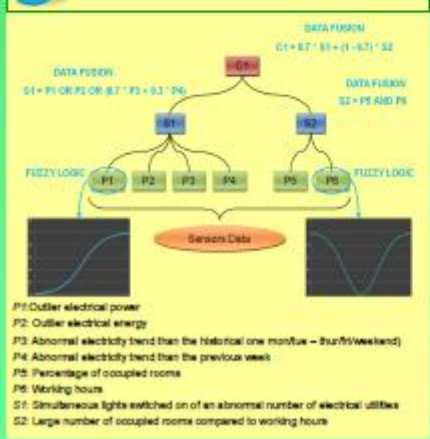 DATA FUSION
C1 = 0.7 * S1 + (1 - 0.7) * S2
C1
DATA FUSION
S1 = P1 OR P2 OR (0.7 * P3 + 0.3 * P4)
DATA FUSION
S2 = P5 AND P6
S1
S2
FUZZY LOGIC
P1
P2
P3
P4
P5
P6
FUZZY LOGIC
Sensors Data
P1:Outlier electrical power
P2: Outlier electrical energy
P3: Abnormal electricity trend than the historical one mon/tue – thur/fri/weekend)
P4: Abnormal electricity trend than the previous week
P5: Percentage of occupied rooms
P6: Working hours
S1: Simultaneous lights switched on of an abnormal number of electrical utilities
S2: Large number of occupied rooms compared to working hours